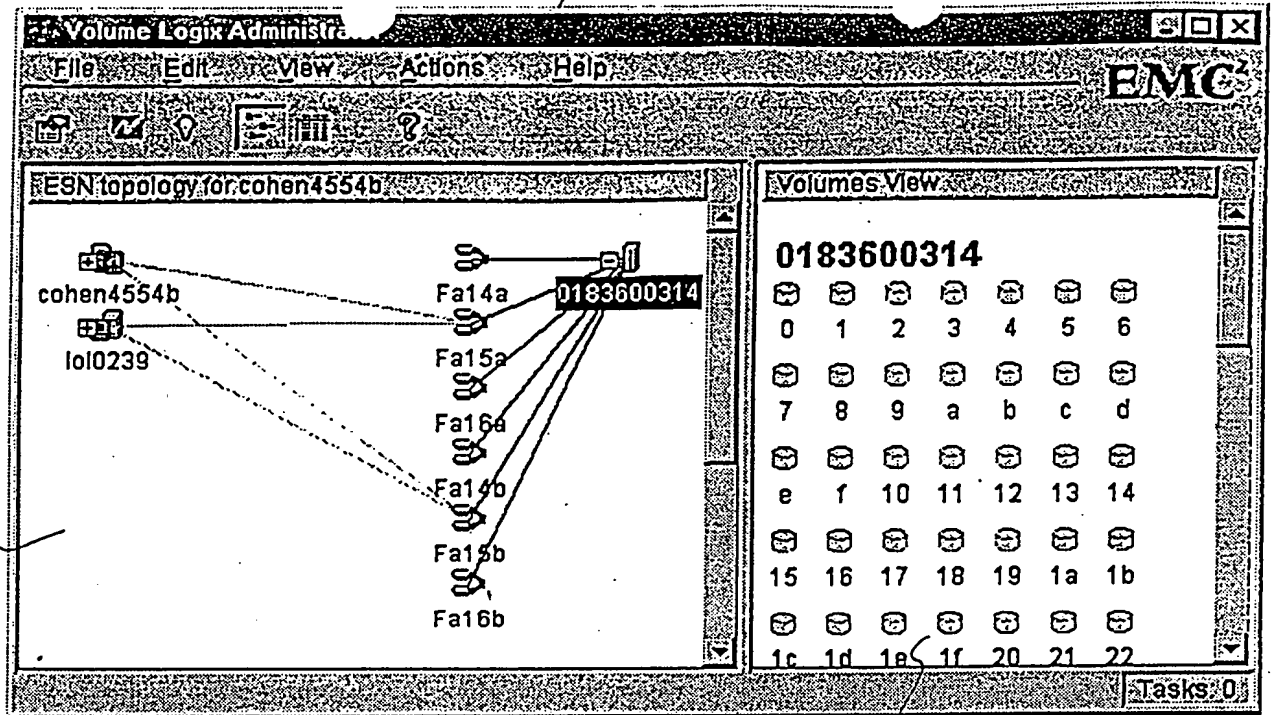 Volume Logix Administra
File Edit View Actions Help
EMC²
?
ESN topology for cohen4554b
cohen4554b
lol0239
Fa14a
Fa15a
Fa16a
Fa14b
Fa15b
Fa16b
0183600314
Volumes View
0183600314
0 1 2 3 4 5 6
7 8 9 a b c d
e f 10 11 12 13 14
15 16 17 18 19 1a 1b
1c 1d 1e 1f 20 21 22
Tasks: 0